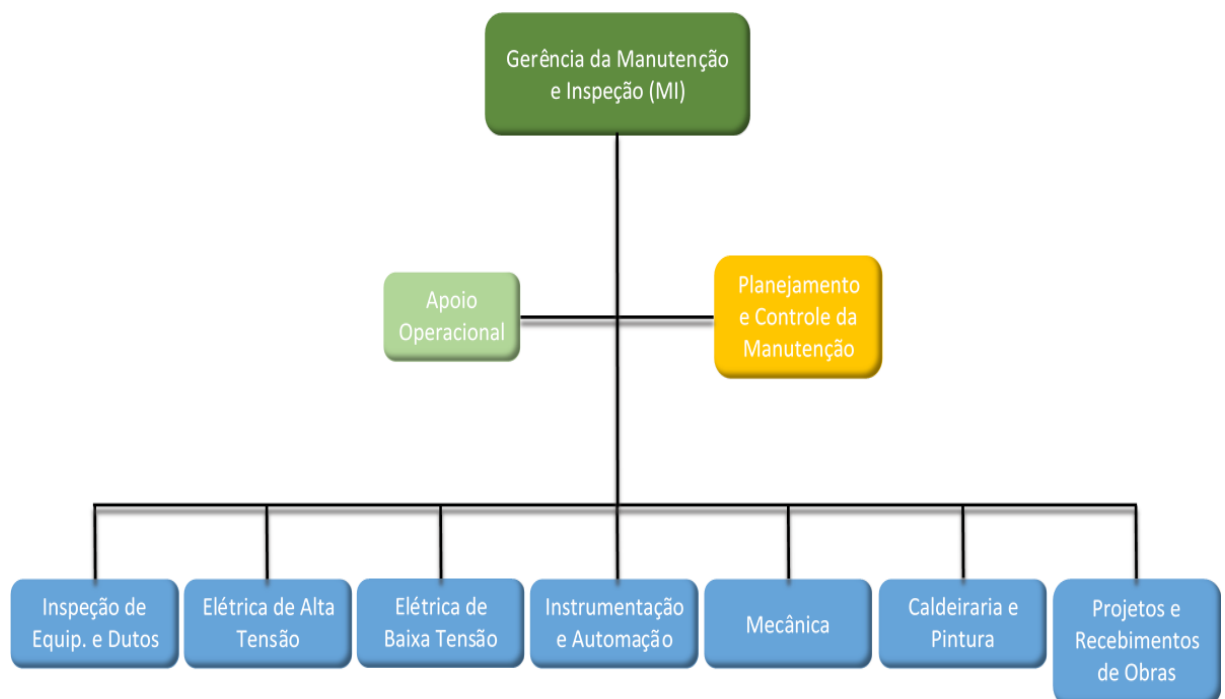 Gerência da Manutenção
e Inspeção (MI)
Apoio
Operacional
Planejamento
e Controle da
Manutenção
Inspeção de
Equip. e Dutos
Elétrica de Alta
Tensão
Elétrica de
Baixa Tensão
Instrumentação
e Automação
Mecânica
Caldeiraria e
Pintura
Projetos e
Recebimentos
de Obras